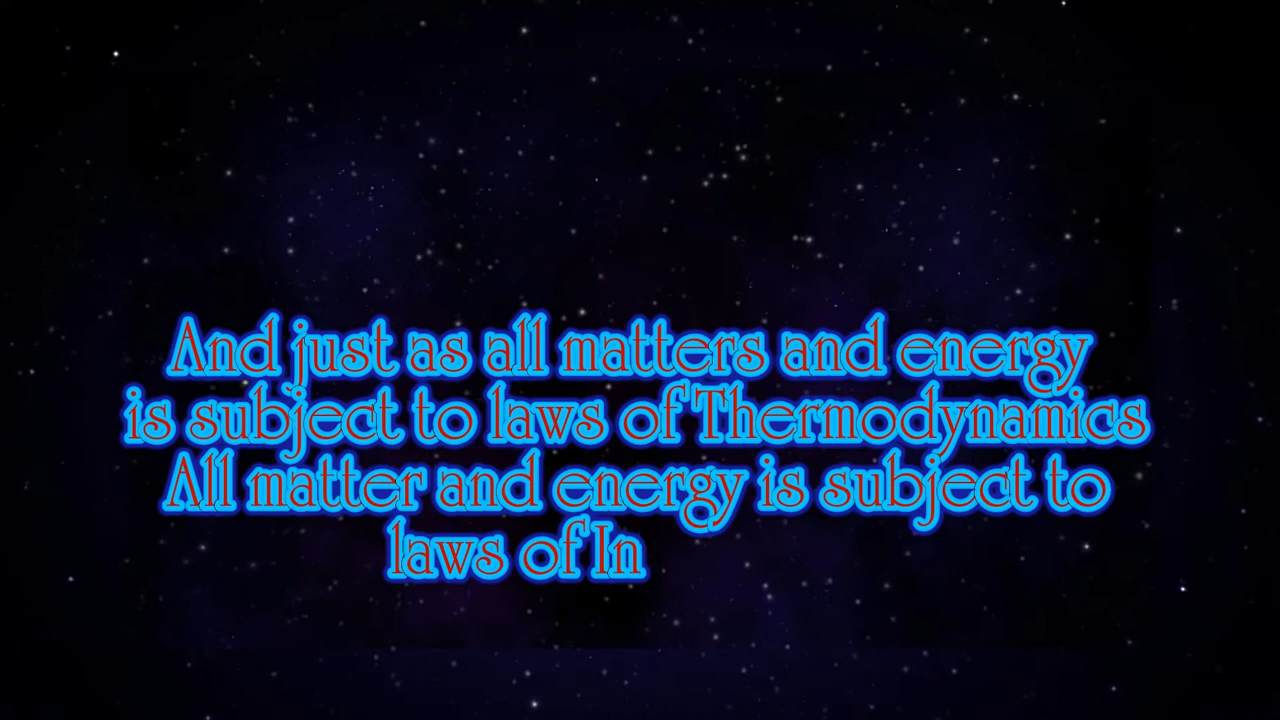 And just as all matters and energy
is subject to laws of Thermodynamics
All matter and energy is subject to
laws of In